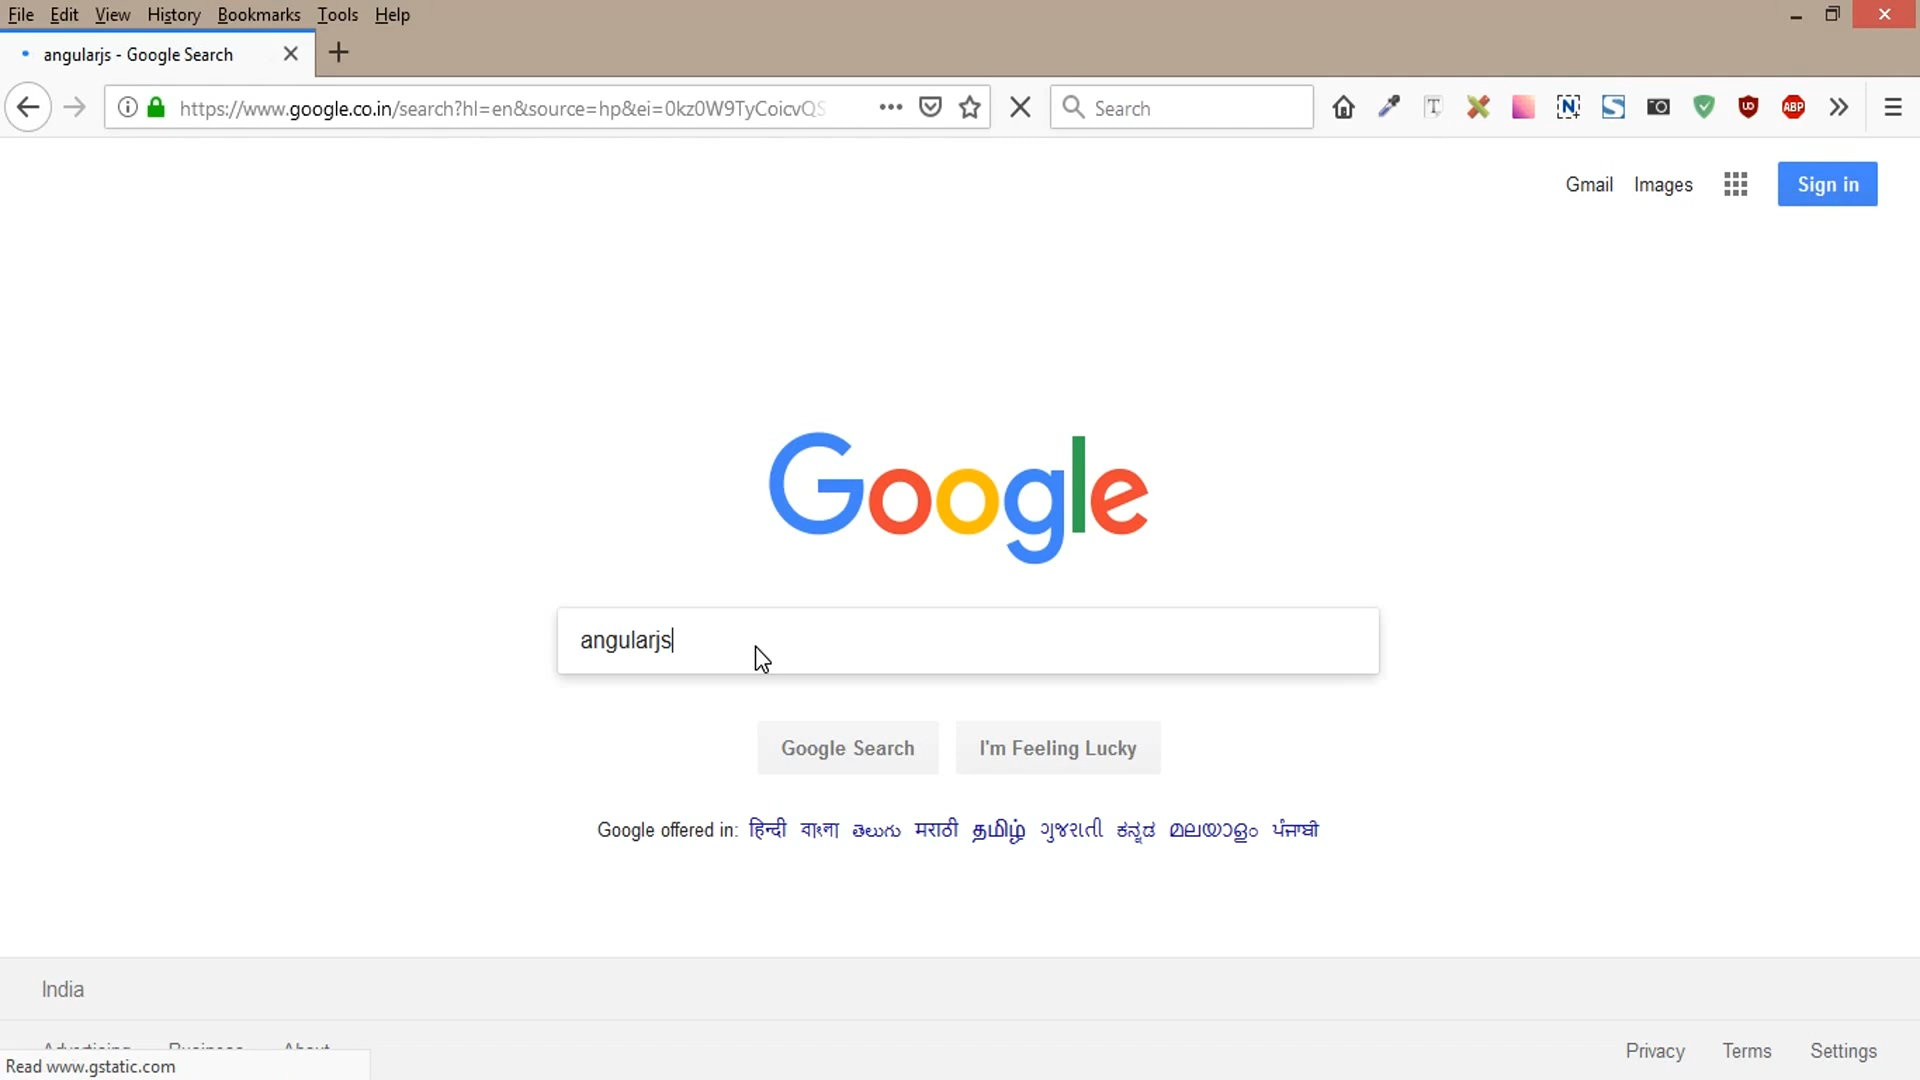 File Edit View History Bookmarks Tools Help
angularjs - Google Search
https://www.google.co.in/search?hl=en&source=hp&ei=0kz0W9TyCoicvQS
Search
Gmail Images Sign in
Google
angularjs
Google Search I'm Feeling Lucky
Google offered in: हिन्दी বাংলা తెలుగు मराठी தமிழ் ગુજરાતી ಕನ್ನಡ മലയാളം ਪੰਜਾਬੀ
India
Advertising Business About
Privacy Terms Settings
Read www.gstatic.com